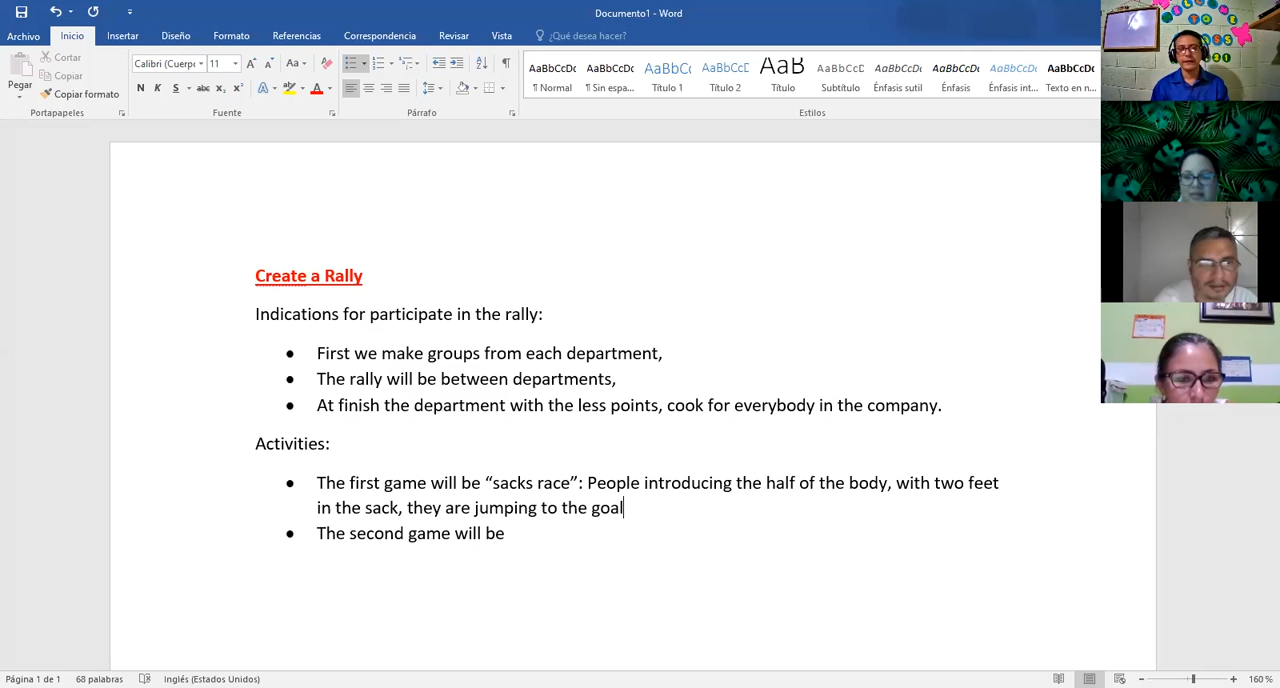 Documento1 - Word
Archivo Inicio Insertar Diseño Formato Referencias Correspondencia Revisar Vista ¿Qué desea hacer?
Pegar Cortar
Copiar
Copiar formato
Calibri (Cuerpo 11
N K S abc x₂ x²
Portapapeles Fuente Párrafo Estilos
AaBbCcDc AaBbCcDc AaBbCc AaBbCcD AaB AaBbCcD AaBbCcDc AaBbCcDc AaBbCcDc AaBbCcDc
¶ Normal ¶ Sin espa... Título 1 Título 2 Título Subtítulo Énfasis sutil Énfasis Énfasis int... Texto en n...
Create a Rally
Indications for participate in the rally:
● First we make groups from each department,
● The rally will be between departments,
● At finish the department with the less points, cook for everybody in the company.
Activities:
● The first game will be “sacks race”: People introducing the half of the body, with two feet
in the sack, they are jumping to the goal
● The second game will be
Página 1 de 1 68 palabras Inglés (Estados Unidos) 160 %